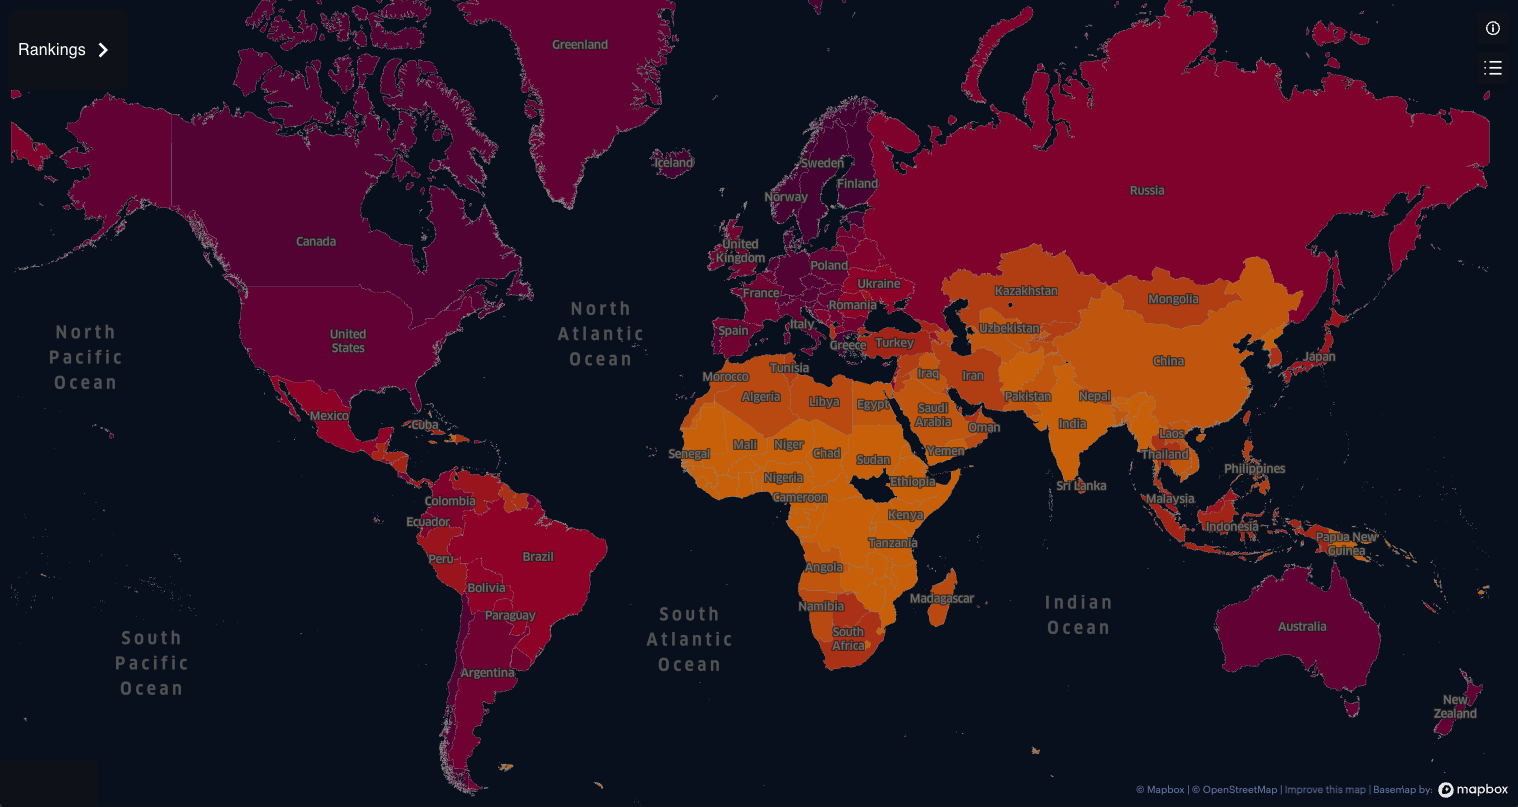 Rankings
Greenland
Iceland
Sweden
Finland
Norway
Russia
Canada
United
Kingdom
Poland
Ukraine
France
Romania
Kazakhstan
Mongolia
North
Pacific
Ocean
North
Atlantic
Ocean
United
States
Spain
Italy
Greece
Turkey
Uzbekistan
China
Japan
Morocco
Tunisia
Algeria
Libya
Egypt
Iraq
Iran
Pakistan
Nepal
Saudi
Arabia
Oman
India
Mexico
Cuba
Senegal
Mali
Niger
Chad
Sudan
Yemen
Laos
Thailand
Philippines
Nigeria
Ethiopia
Sri Lanka
Cameroon
Malaysia
Colombia
Ecuador
Kenya
Indonesia
Papua New
Guinea
Peru
Brazil
Tanzania
Angola
Bolivia
Namibia
Madagascar
Paraguay
South
Africa
Indian
Ocean
South
Pacific
Ocean
South
Atlantic
Ocean
Argentina
Australia
New
Zealand
© Mapbox | © OpenStreetMap | Improve this map | Basemap by: mapbox